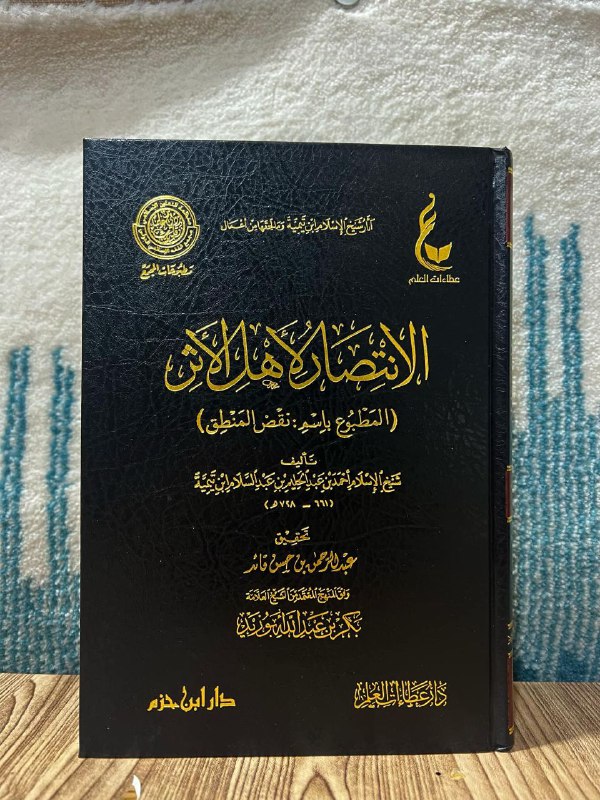 آثار شيخ الإسلام ابن تيمية وما لحقها من أعمال
عطاءات العلم
مطبوعات المجمع
الانتصار لأهل الأثر
(المطبوع باسم: نقض المنطق)
تأليف
شيخ الإسلام أحمد بن عبد الحليم بن عبد السلام ابن تيمية
(٦٦١ - ٧٢٨ هـ)
تحقيق
عبد الرحمن بن حسن قائد
وفق المنهج المعتمد من الشيخ العلامة
بكر بن عبد الله أبو زيد
دار عطاءات العلم
دار ابن حزم